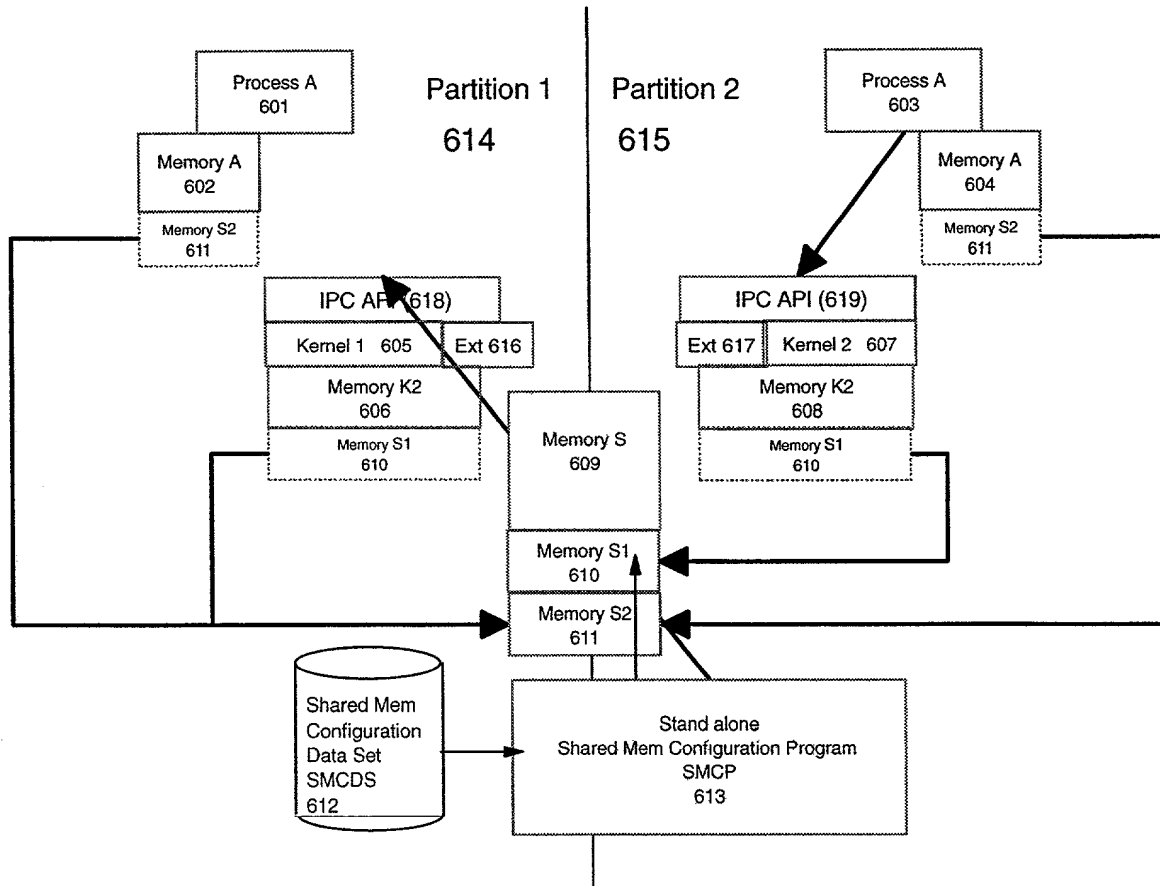 Process A
601
Partition 1
614
Partition 2
615
Process A
603
Memory A
602
Memory S2
611
Memory A
604
Memory S2
611
IPC API (618)
Kernel 1 605
Ext 616
Memory K2
606
Memory S1
610
IPC API (619)
Ext 617
Kernel 2 607
Memory K2
608
Memory S1
610
Memory S
609
Memory S1
610
Memory S2
611
Shared Mem
Configuration
Data Set
SMCDS
612
Stand alone
Shared Mem Configuration Program
SMCP
613